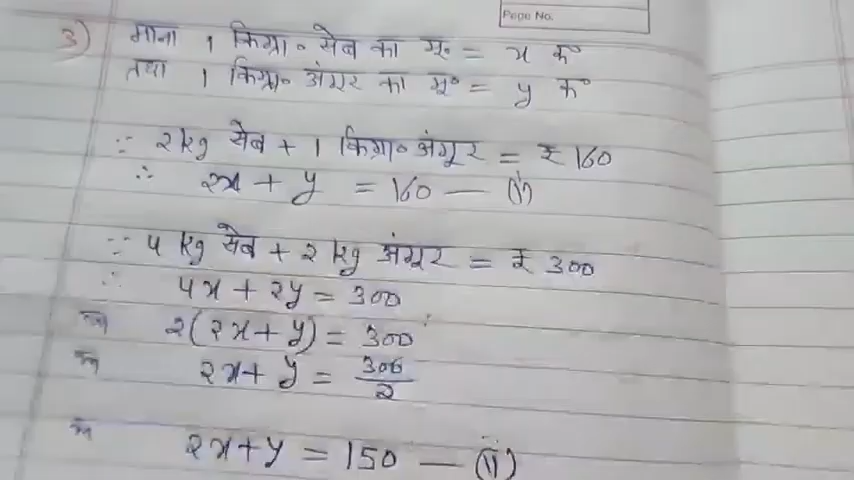 Page No.
3) माना 1 किग्रा० सेब का मू० = x रु०
तथा 1 किग्रा० अंगूर का मू० = y रु०
∵ 2 kg सेब + 1 किग्रा० अंगूर = ₹ 160
∴ 2x + y = 160 — (i)
∵ 4 kg सेब + 2 kg अंगूर = ₹ 300
∴ 4x + 2y = 300
2(2x + y) = 300
2x + y = 300/2
2x + y = 150 — (ii)